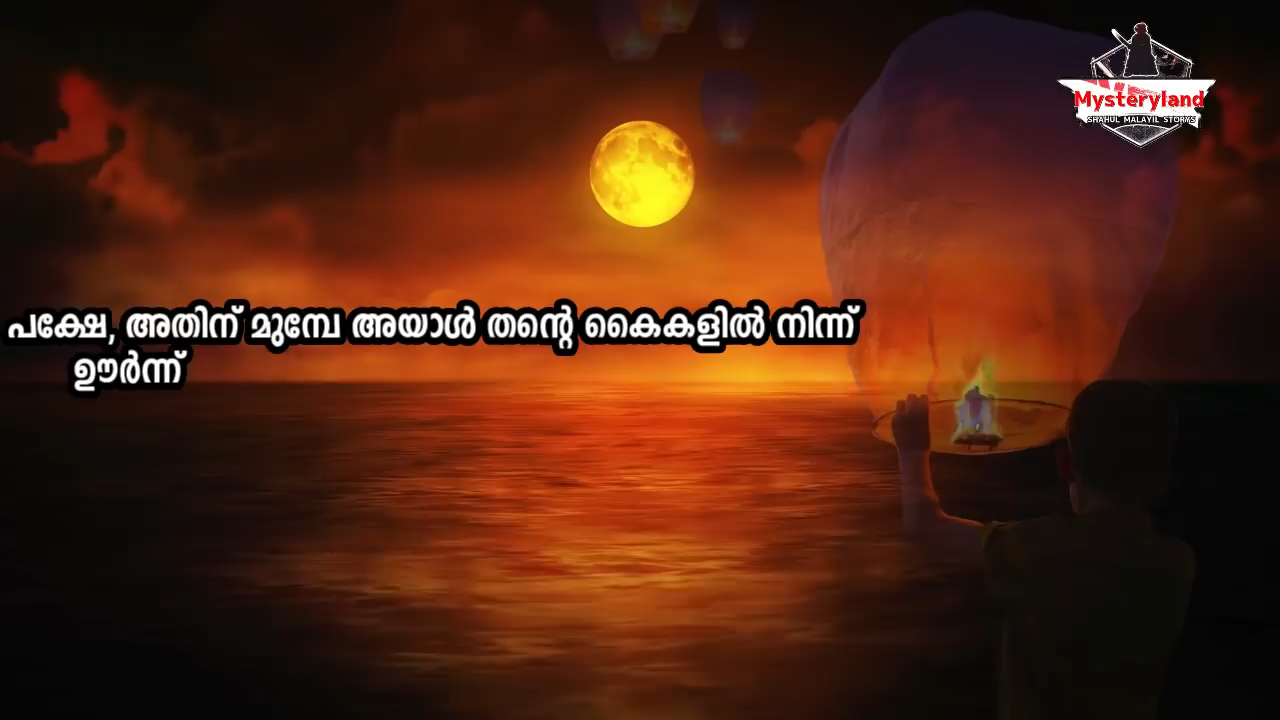 Mysteryland
SHAHUL MALAYIL STORYS
പക്ഷേ, അതിന് മുമ്പേ അയാൾ തന്റെ കൈകളിൽ നിന്ന്
ഊർന്ന്